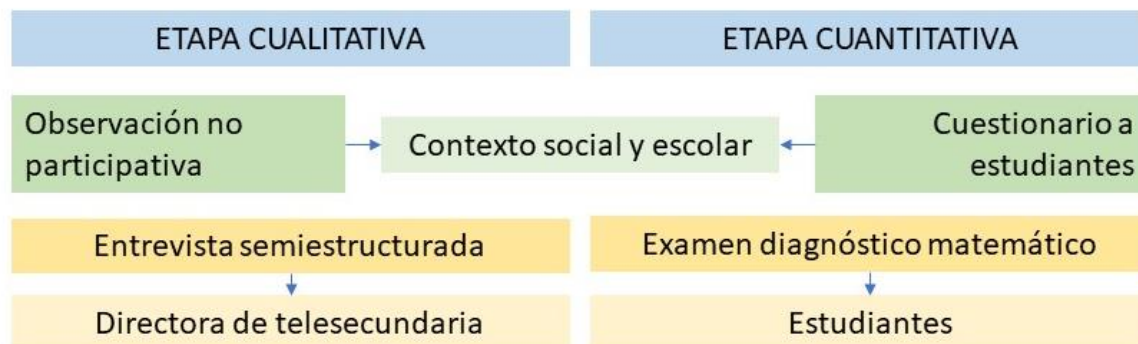 ETAPA CUALITATIVA
ETAPA CUANTITATIVA
Observación no
participativa
Contexto social y escolar
Cuestionario a
estudiantes
Entrevista semiestructurada
Examen diagnóstico matemático
Directora de telesecundaria
Estudiantes